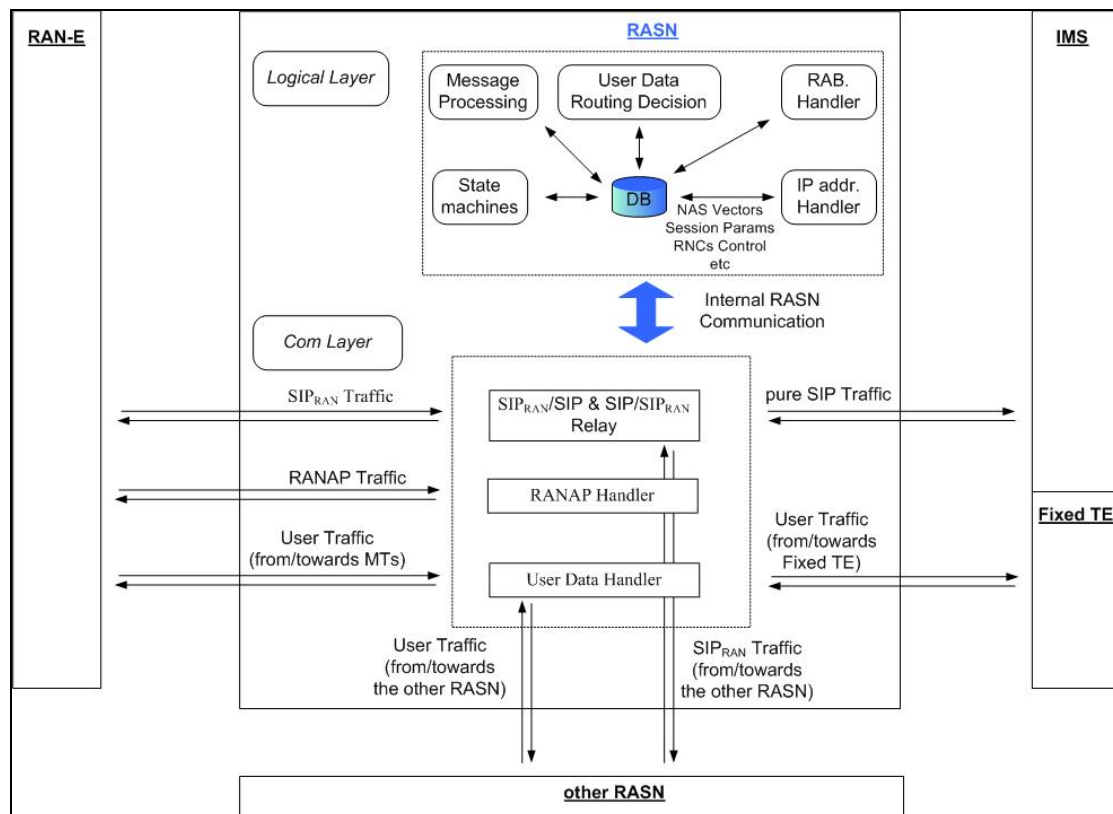 RAN-E
RASN
IMS
Logical Layer
Message
Processing
User Data
Routing Decision
RAB.
Handler
State
machines
DB
IP addr.
Handler
NAS Vectors
Session Params
RNCs Control
etc
Internal RASN
Communication
Com Layer
SIPRAN Traffic
SIPRAN/SIP & SIP/SIPRAN
Relay
pure SIP Traffic
RANAP Traffic
RANAP Handler
Fixed TE
User Traffic
(from/towards MTs)
User Data Handler
User Traffic
(from/towards
Fixed TE)
User Traffic
(from/towards
the other RASN)
SIPRAN Traffic
(from/towards
the other RASN)
other RASN